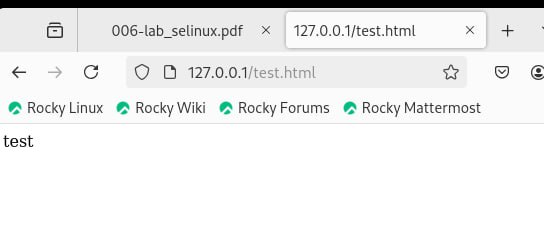 006-lab_selinux.pdf × 127.0.0.1/test.html × +
127.0.0.1/test.html
Rocky Linux Rocky Wiki Rocky Forums Rocky Mattermost
test